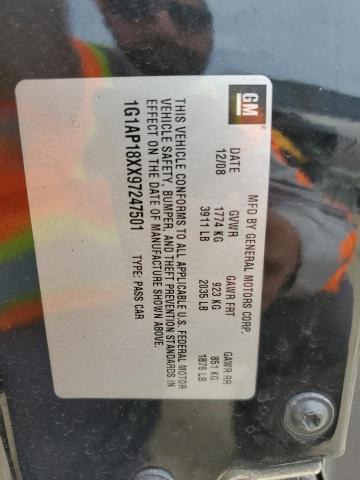 GM
MFD BY GENERAL MOTORS CORP.
DATE GVWR GAWR FRT GAWR RR
12/08 1774 KG 923 KG 851 KG
3911 LB 2035 LB 1876 LB
THIS VEHICLE CONFORMS TO ALL APPLICABLE U.S. FEDERAL MOTOR
VEHICLE SAFETY, BUMPER, AND THEFT PREVENTION STANDARDS IN
EFFECT ON THE DATE OF MANUFACTURE SHOWN ABOVE.
1G1AP18XX97247501 TYPE: PASS CAR